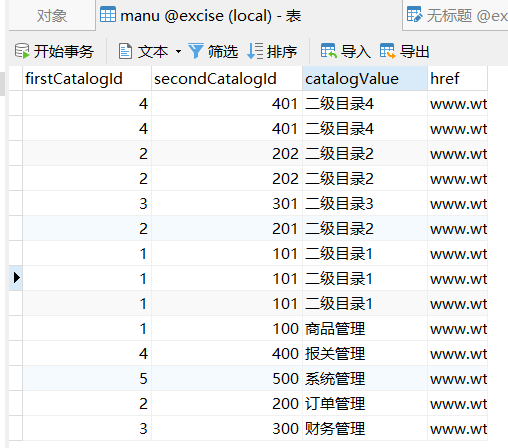 对象 manu @excise (local) - 表 无标题 @ex
开始事务 文本 筛选 排序 导入 导出
firstCatalogId secondCatalogId catalogValue href
4 401 二级目录4 www.wt
4 401 二级目录4 www.wt
2 202 二级目录2 www.wt
2 202 二级目录2 www.wt
3 301 二级目录3 www.wt
2 201 二级目录2 www.wt
1 101 二级目录1 www.wt
1 101 二级目录1 www.wt
1 101 二级目录1 www.wt
1 100 商品管理 www.wt
4 400 报关管理 www.wt
5 500 系统管理 www.wt
2 200 订单管理 www.wt
3 300 财务管理 www.wt